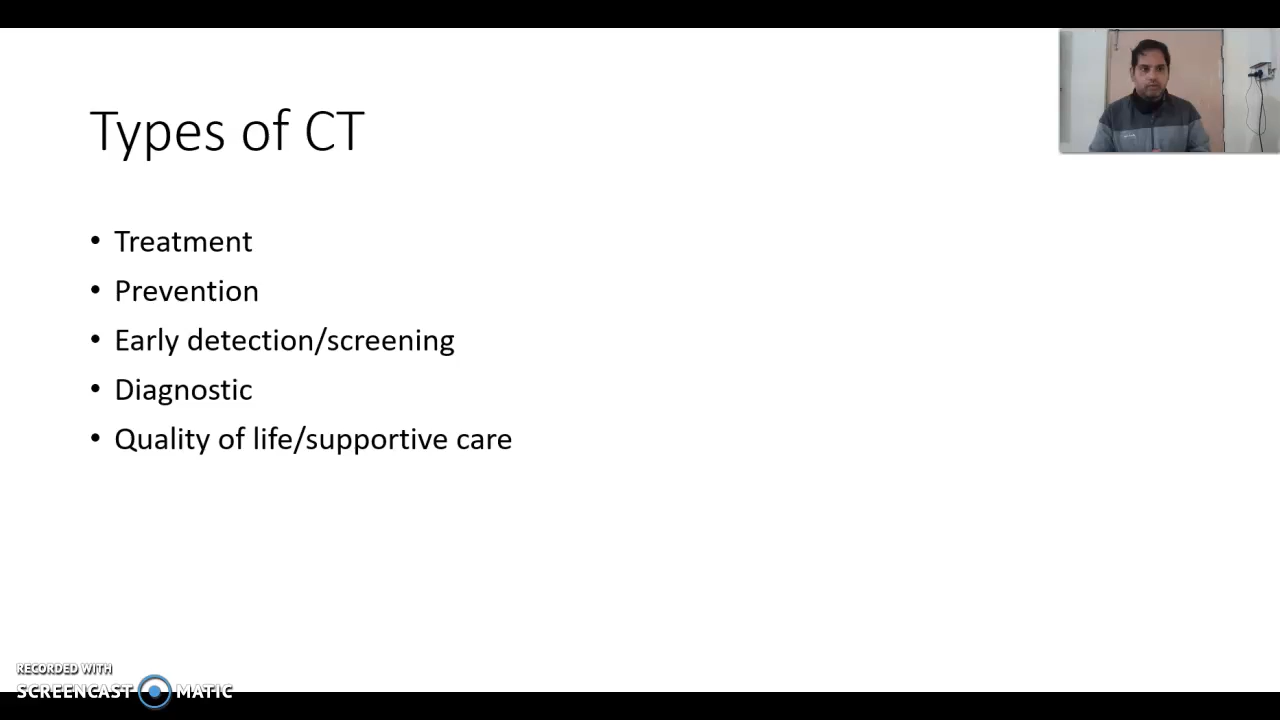 Types of CT
• Treatment
• Prevention
• Early detection/screening
• Diagnostic
• Quality of life/supportive care
RECORDED WITH
SCREENCAST MATIC